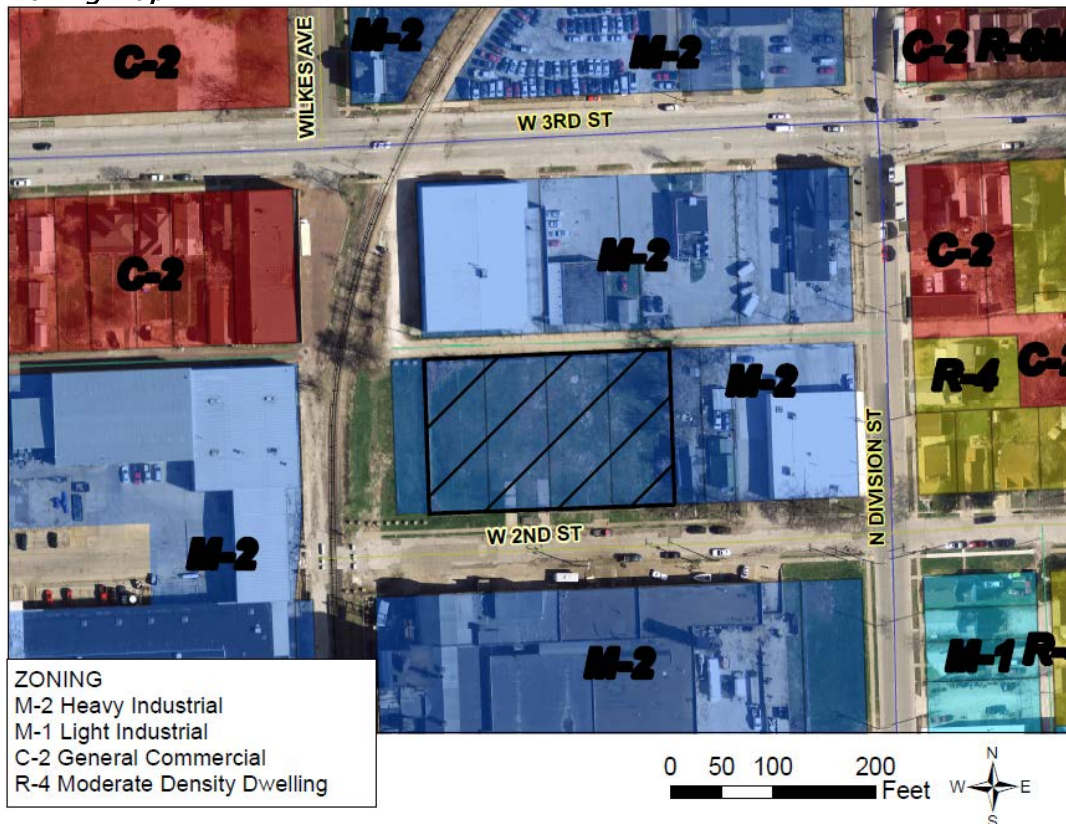 C-2
WILKES AVE
M-2
M-2
C-2
W 3RD ST
C-2
M-2
C-2
M-2
R-4
W 2ND ST
N DIVISION ST
M-2
M-2
M-1
ZONING
M-2 Heavy Industrial
M-1 Light Industrial
C-2 General Commercial
R-4 Moderate Density Dwelling
0 50 100 200
Feet
N
W E
S